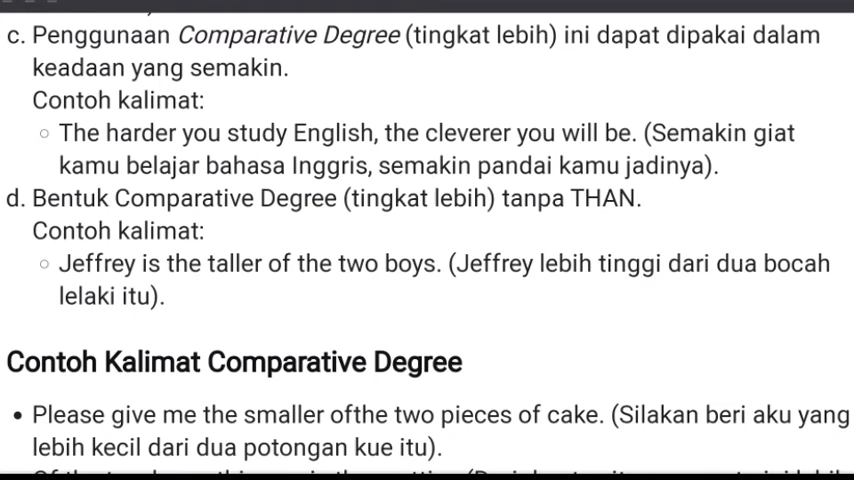 c. Penggunaan Comparative Degree (tingkat lebih) ini dapat dipakai dalam
keadaan yang semakin.
Contoh kalimat:
○ The harder you study English, the cleverer you will be. (Semakin giat
kamu belajar bahasa Inggris, semakin pandai kamu jadinya).
d. Bentuk Comparative Degree (tingkat lebih) tanpa THAN.
Contoh kalimat:
○ Jeffrey is the taller of the two boys. (Jeffrey lebih tinggi dari dua bocah
lelaki itu).
Contoh Kalimat Comparative Degree
• Please give me the smaller ofthe two pieces of cake. (Silakan beri aku yang
lebih kecil dari dua potongan kue itu).